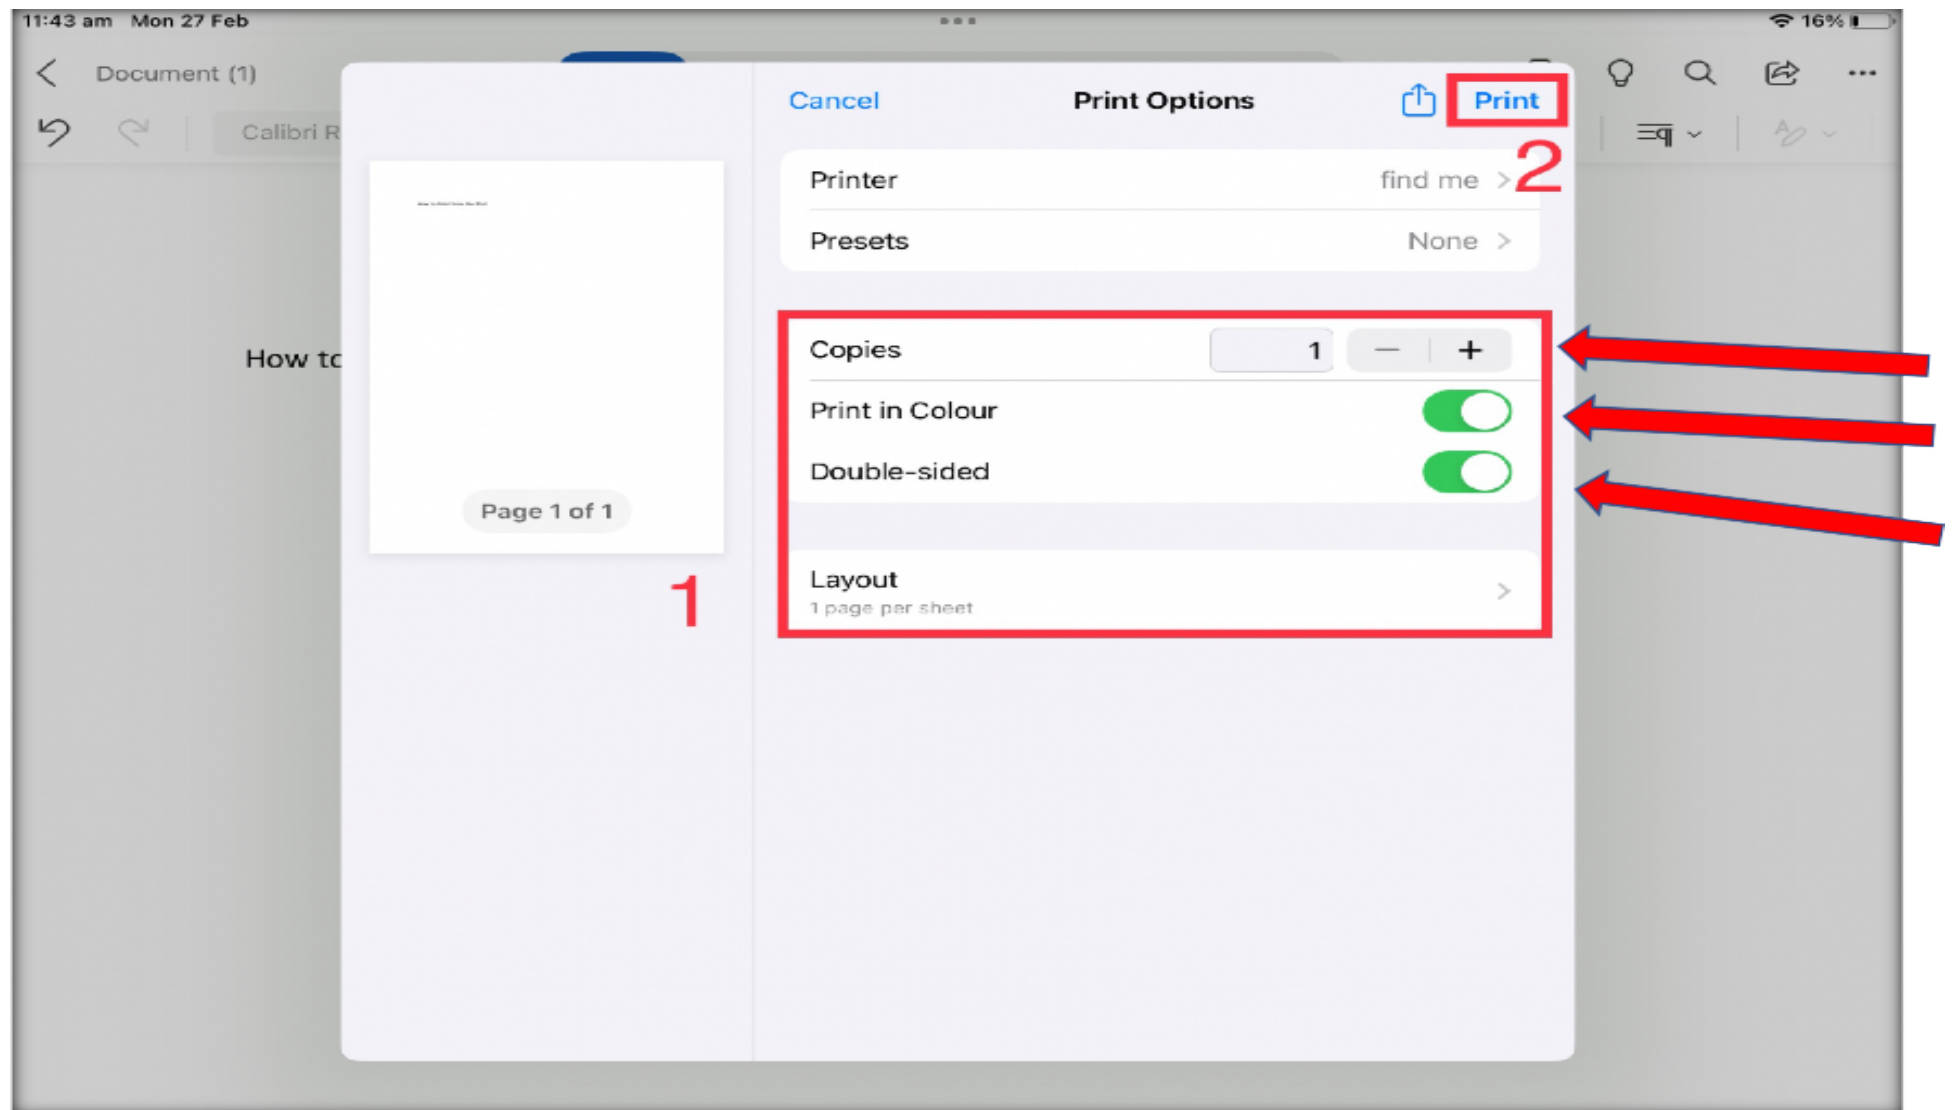 11:43 am Mon 27 Feb
16%
Document (1)
Cancel
Print Options
Print
2
Calibri R
Printer
find me
Presets
None
How to
Copies
1
Print in Colour
Double-sided
Page 1 of 1
1
Layout
1 page per sheet